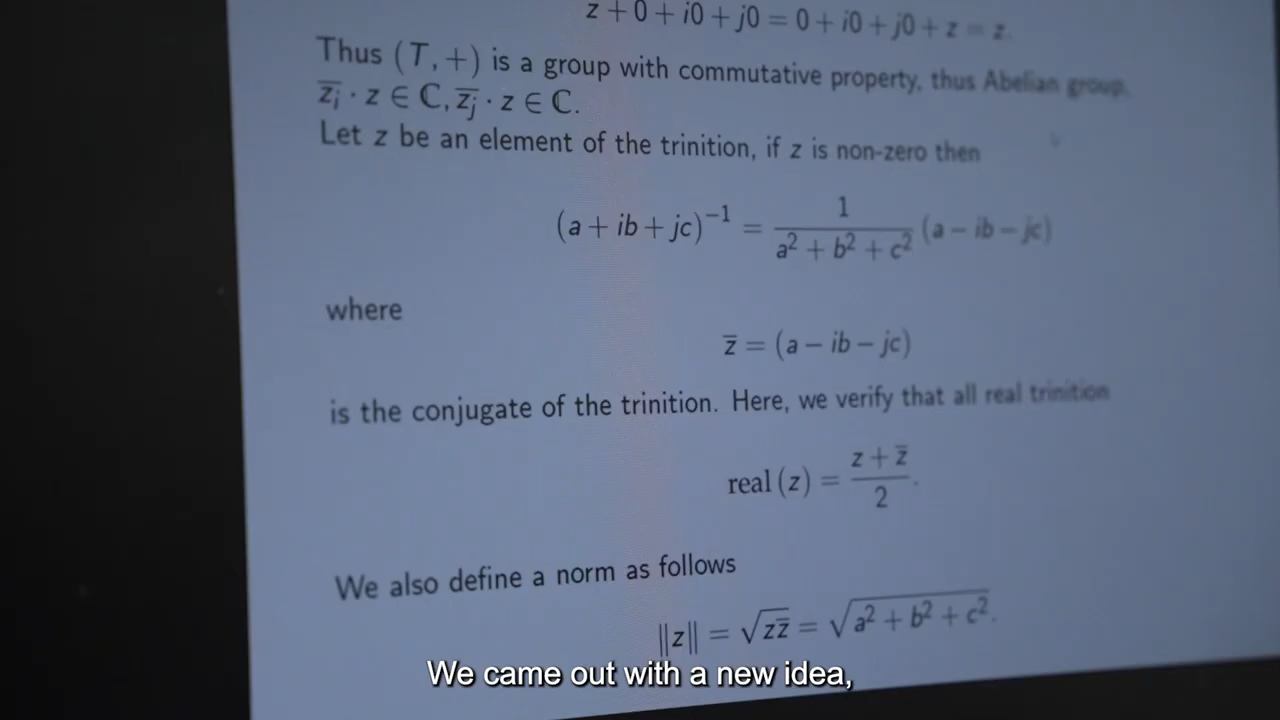 z + 0 + i0 + j0 = 0 + i0 + j0 + z = z.
Thus (T, +) is a group with commutative property, thus Abelian group.
z̅ᵢ · z ∈ ℂ, z̅ⱼ · z ∈ ℂ.
Let z be an element of the trinition, if z is non-zero then
(a + ib + jc)⁻¹ = 1 / (a² + b² + c²) (a − ib − jc)
where
z̅ = (a − ib − jc)
is the conjugate of the trinition. Here, we verify that all real trinition
real (z) = (z + z̅) / 2.
We also define a norm as follows
||z|| = √(zz̅) = √(a² + b² + c²).
We came out with a new idea,